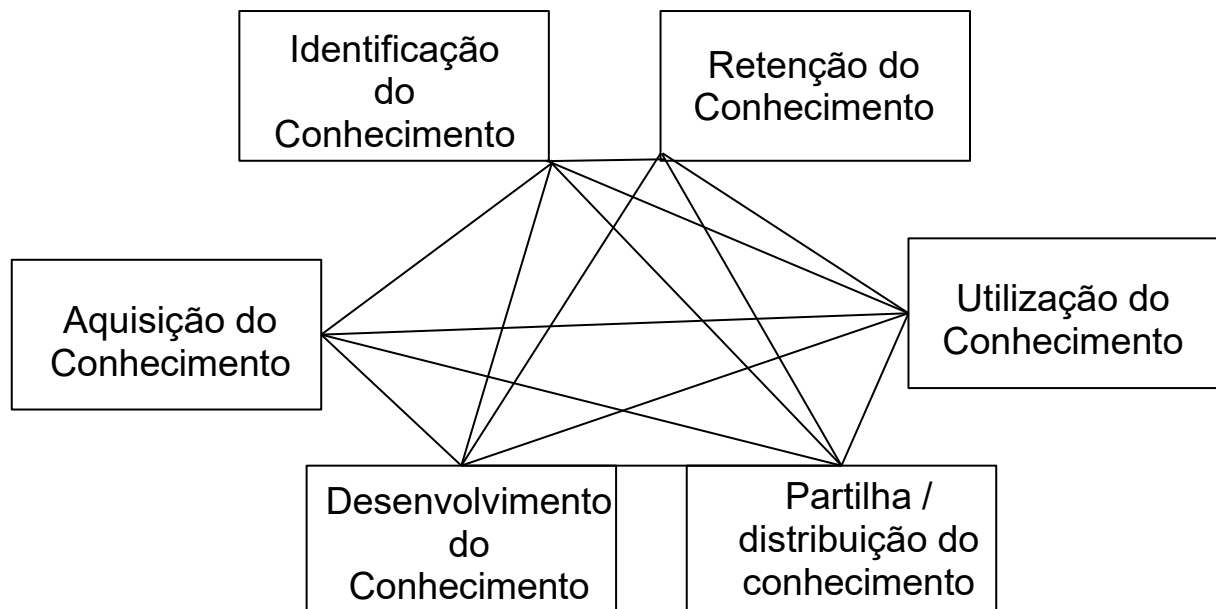 Identificação
do
Conhecimento
Retenção do
Conhecimento
Aquisição do
Conhecimento
Utilização do
Conhecimento
Desenvolvimento
do
Conhecimento
Partilha /
distribuição do
conhecimento